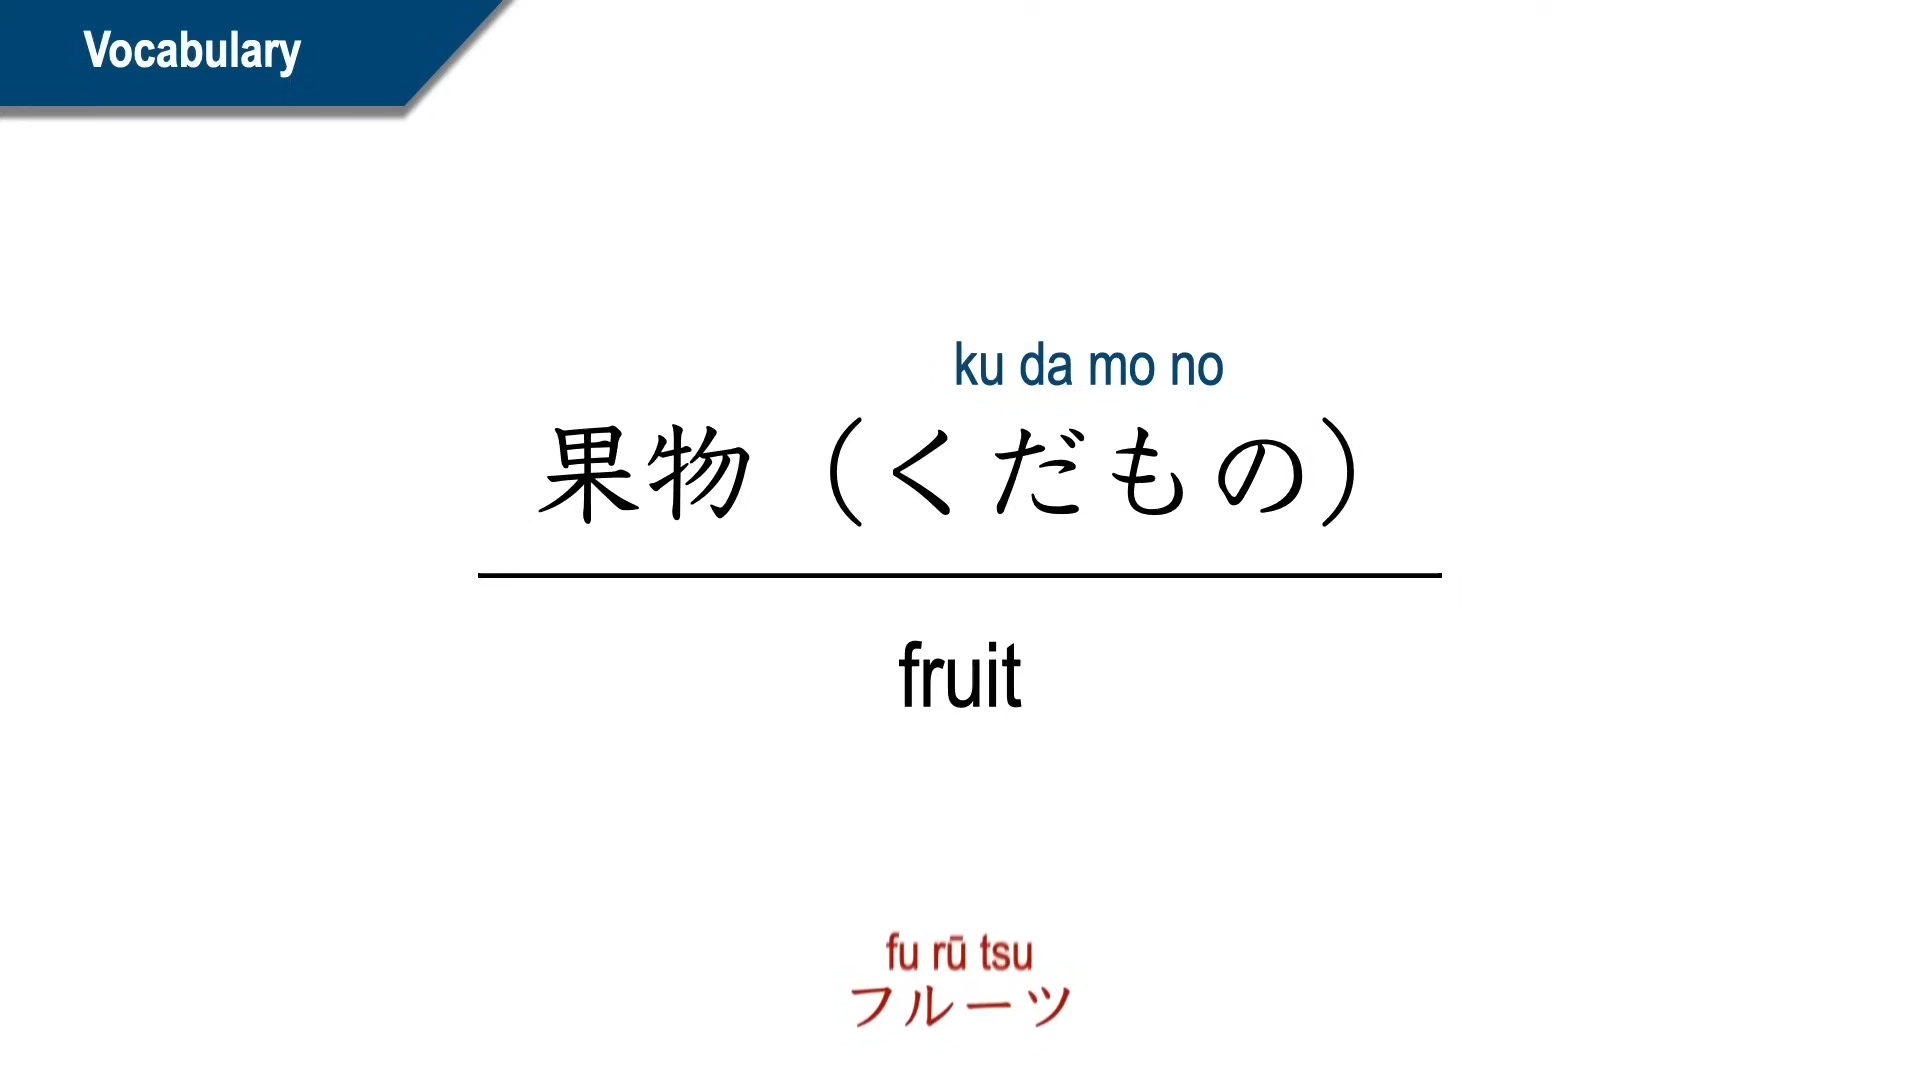 Vocabulary
ku da mo no
果物（くだもの）
fruit
fu rū tsu
フルーツ